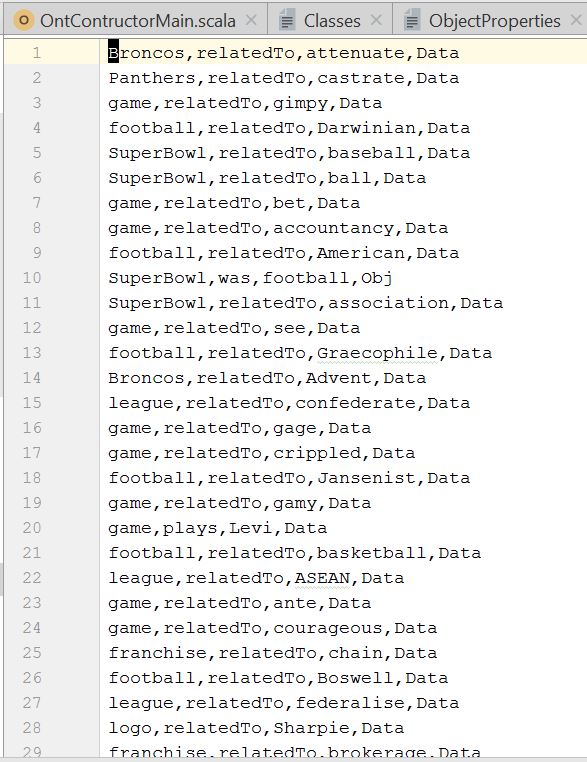 OntContructorMain.scala Classes ObjectProperties
1 Broncos,relatedTo,attenuate,Data
2 Panthers,relatedTo,castrate,Data
3 game,relatedTo,gimpy,Data
4 football,relatedTo,Darwinian,Data
5 SuperBowl,relatedTo,baseball,Data
6 SuperBowl,relatedTo,ball,Data
7 game,relatedTo,bet,Data
8 game,relatedTo,accountancy,Data
9 football,relatedTo,American,Data
10 SuperBowl,was,football,Obj
11 SuperBowl,relatedTo,association,Data
12 game,relatedTo,see,Data
13 football,relatedTo,Graecophile,Data
14 Broncos,relatedTo,Advent,Data
15 league,relatedTo,confederate,Data
16 game,relatedTo,gage,Data
17 game,relatedTo,crippled,Data
18 football,relatedTo,Jansenist,Data
19 game,relatedTo,gamy,Data
20 game,plays,Levi,Data
21 football,relatedTo,basketball,Data
22 league,relatedTo,ASEAN,Data
23 game,relatedTo,ante,Data
24 game,relatedTo,courageous,Data
25 franchise,relatedTo,chain,Data
26 football,relatedTo,Boswell,Data
27 league,relatedTo,federalise,Data
28 logo,relatedTo,Sharpie,Data
29 franchise,relatedTo,brokerage,Data